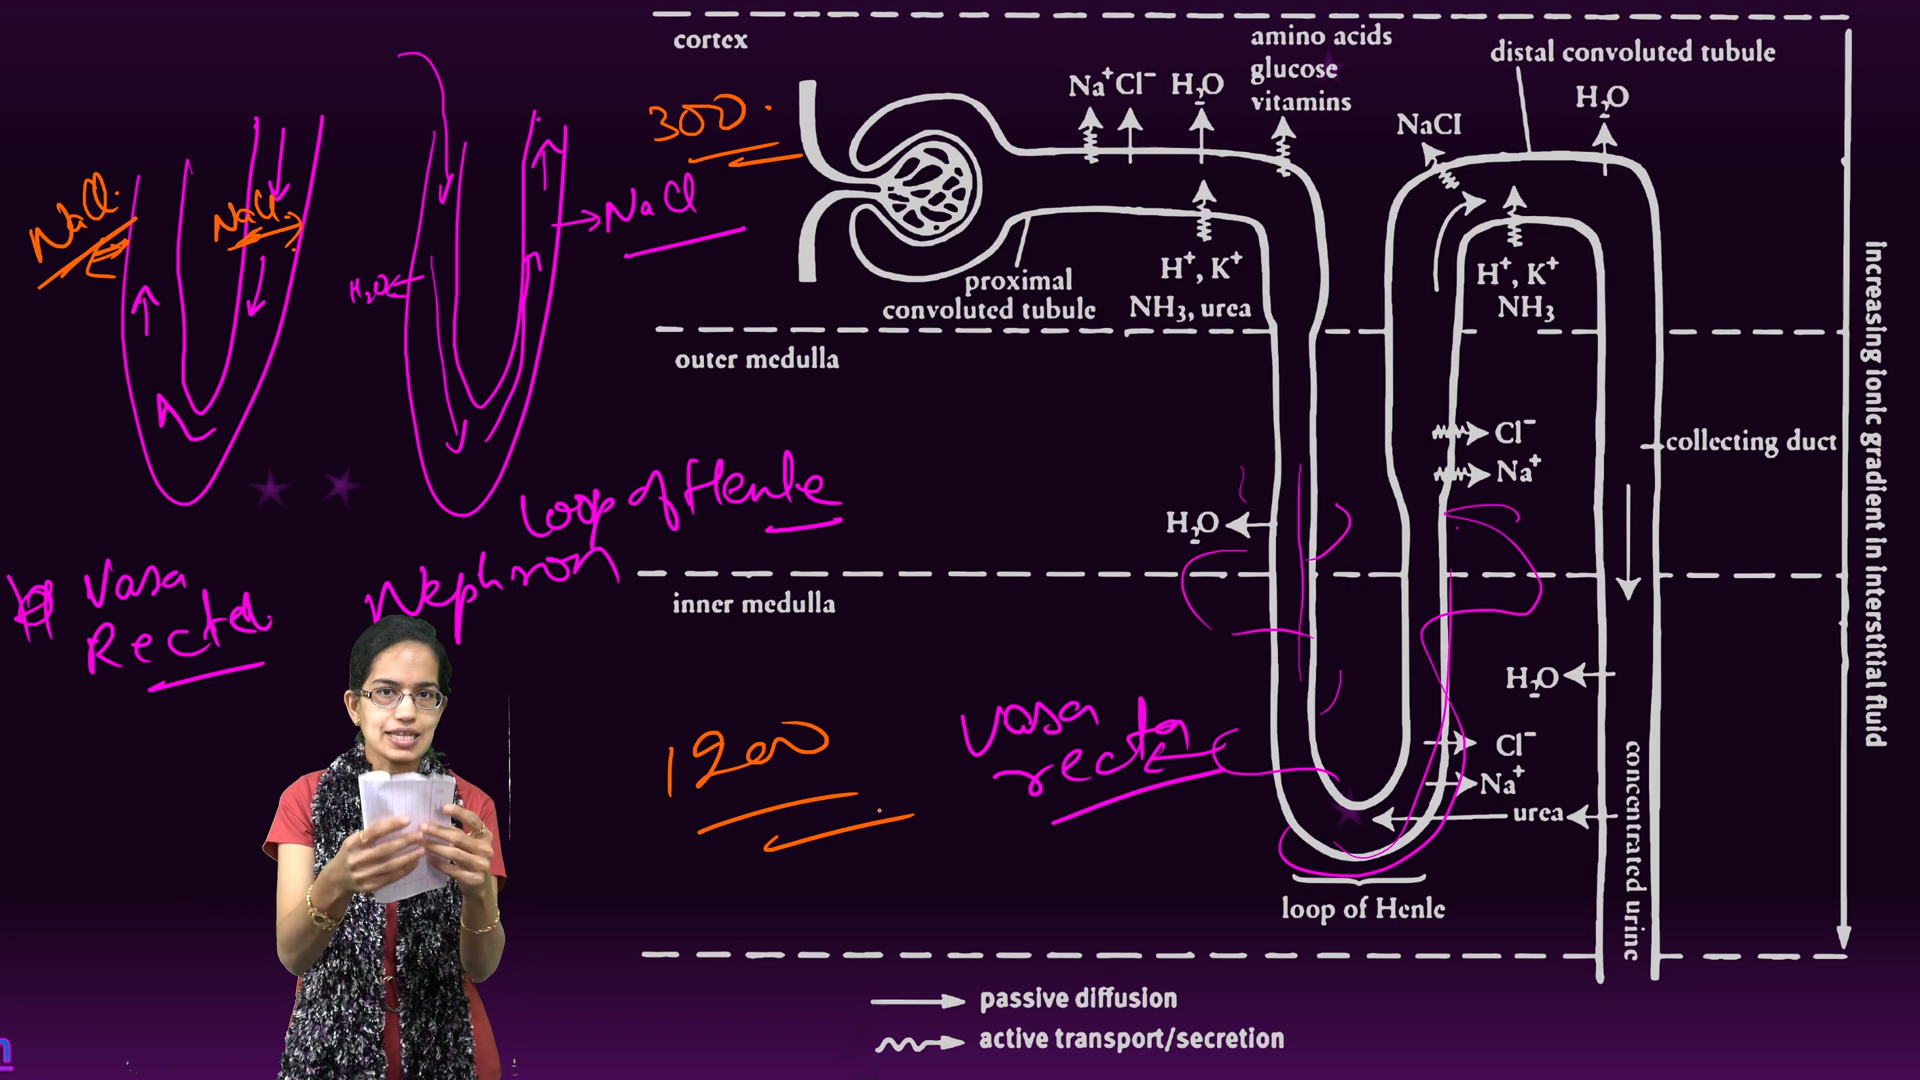 cortex
Na⁺ Cl⁻ H₂O
amino acids
glucose
vitamins
distal convoluted tubule
H₂O
NaCl
300
NaCl
NaCl
NaCl
H₂O
H⁺, K⁺
NH₃, urea
H⁺, K⁺
NH₃
proximal
convoluted tubule
outer medulla
increasing ionic gradient in interstitial fluid
Cl⁻
Na⁺
collecting duct
H₂O
Loop of Henle
Nephron
Vasa
Recta
inner medulla
H₂O
vasa
recta
1200
Cl⁻
Na⁺
urea
concentrated urine
loop of Henle
passive diffusion
active transport/secretion